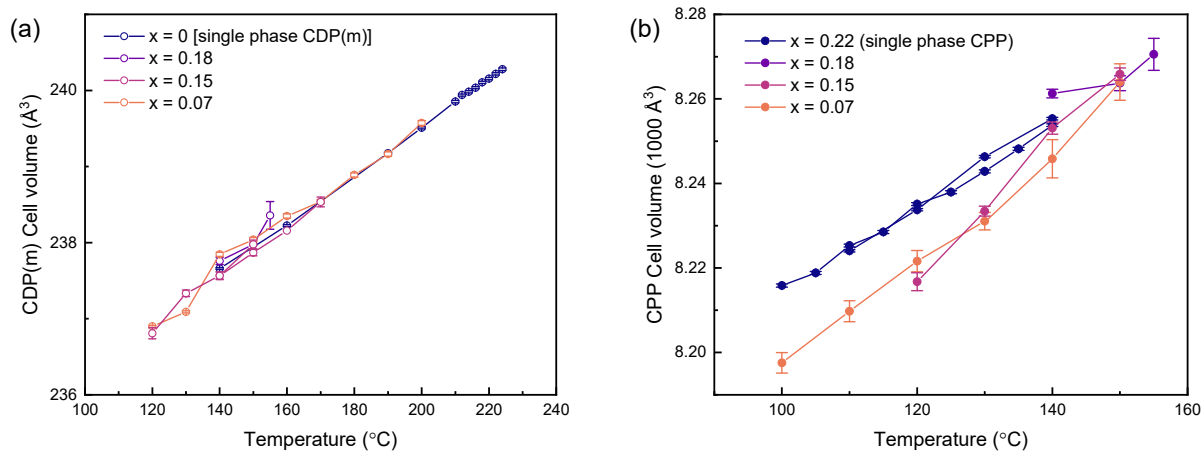 (a)
x = 0 [single phase CDP(m)]
x = 0.18
x = 0.15
x = 0.07
CDP(m) Cell volume (Å³)
240
238
236
100 120 140 160 180 200 220 240
Temperature (°C)
(b)
x = 0.22 (single phase CPP)
x = 0.18
x = 0.15
x = 0.07
CPP Cell volume (1000 Å³)
8.28
8.26
8.24
8.22
8.20
100 120 140 160
Temperature (°C)